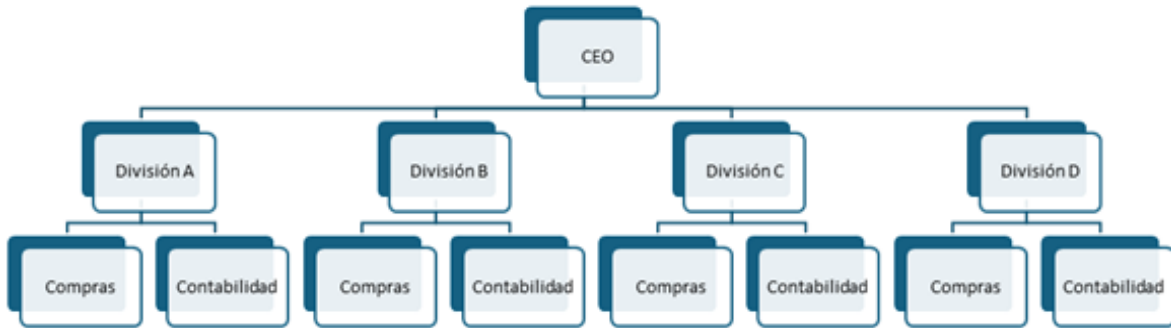 CEO
División A
División B
División C
División D
Compras
Contabilidad
Compras
Contabilidad
Compras
Contabilidad
Compras
Contabilidad